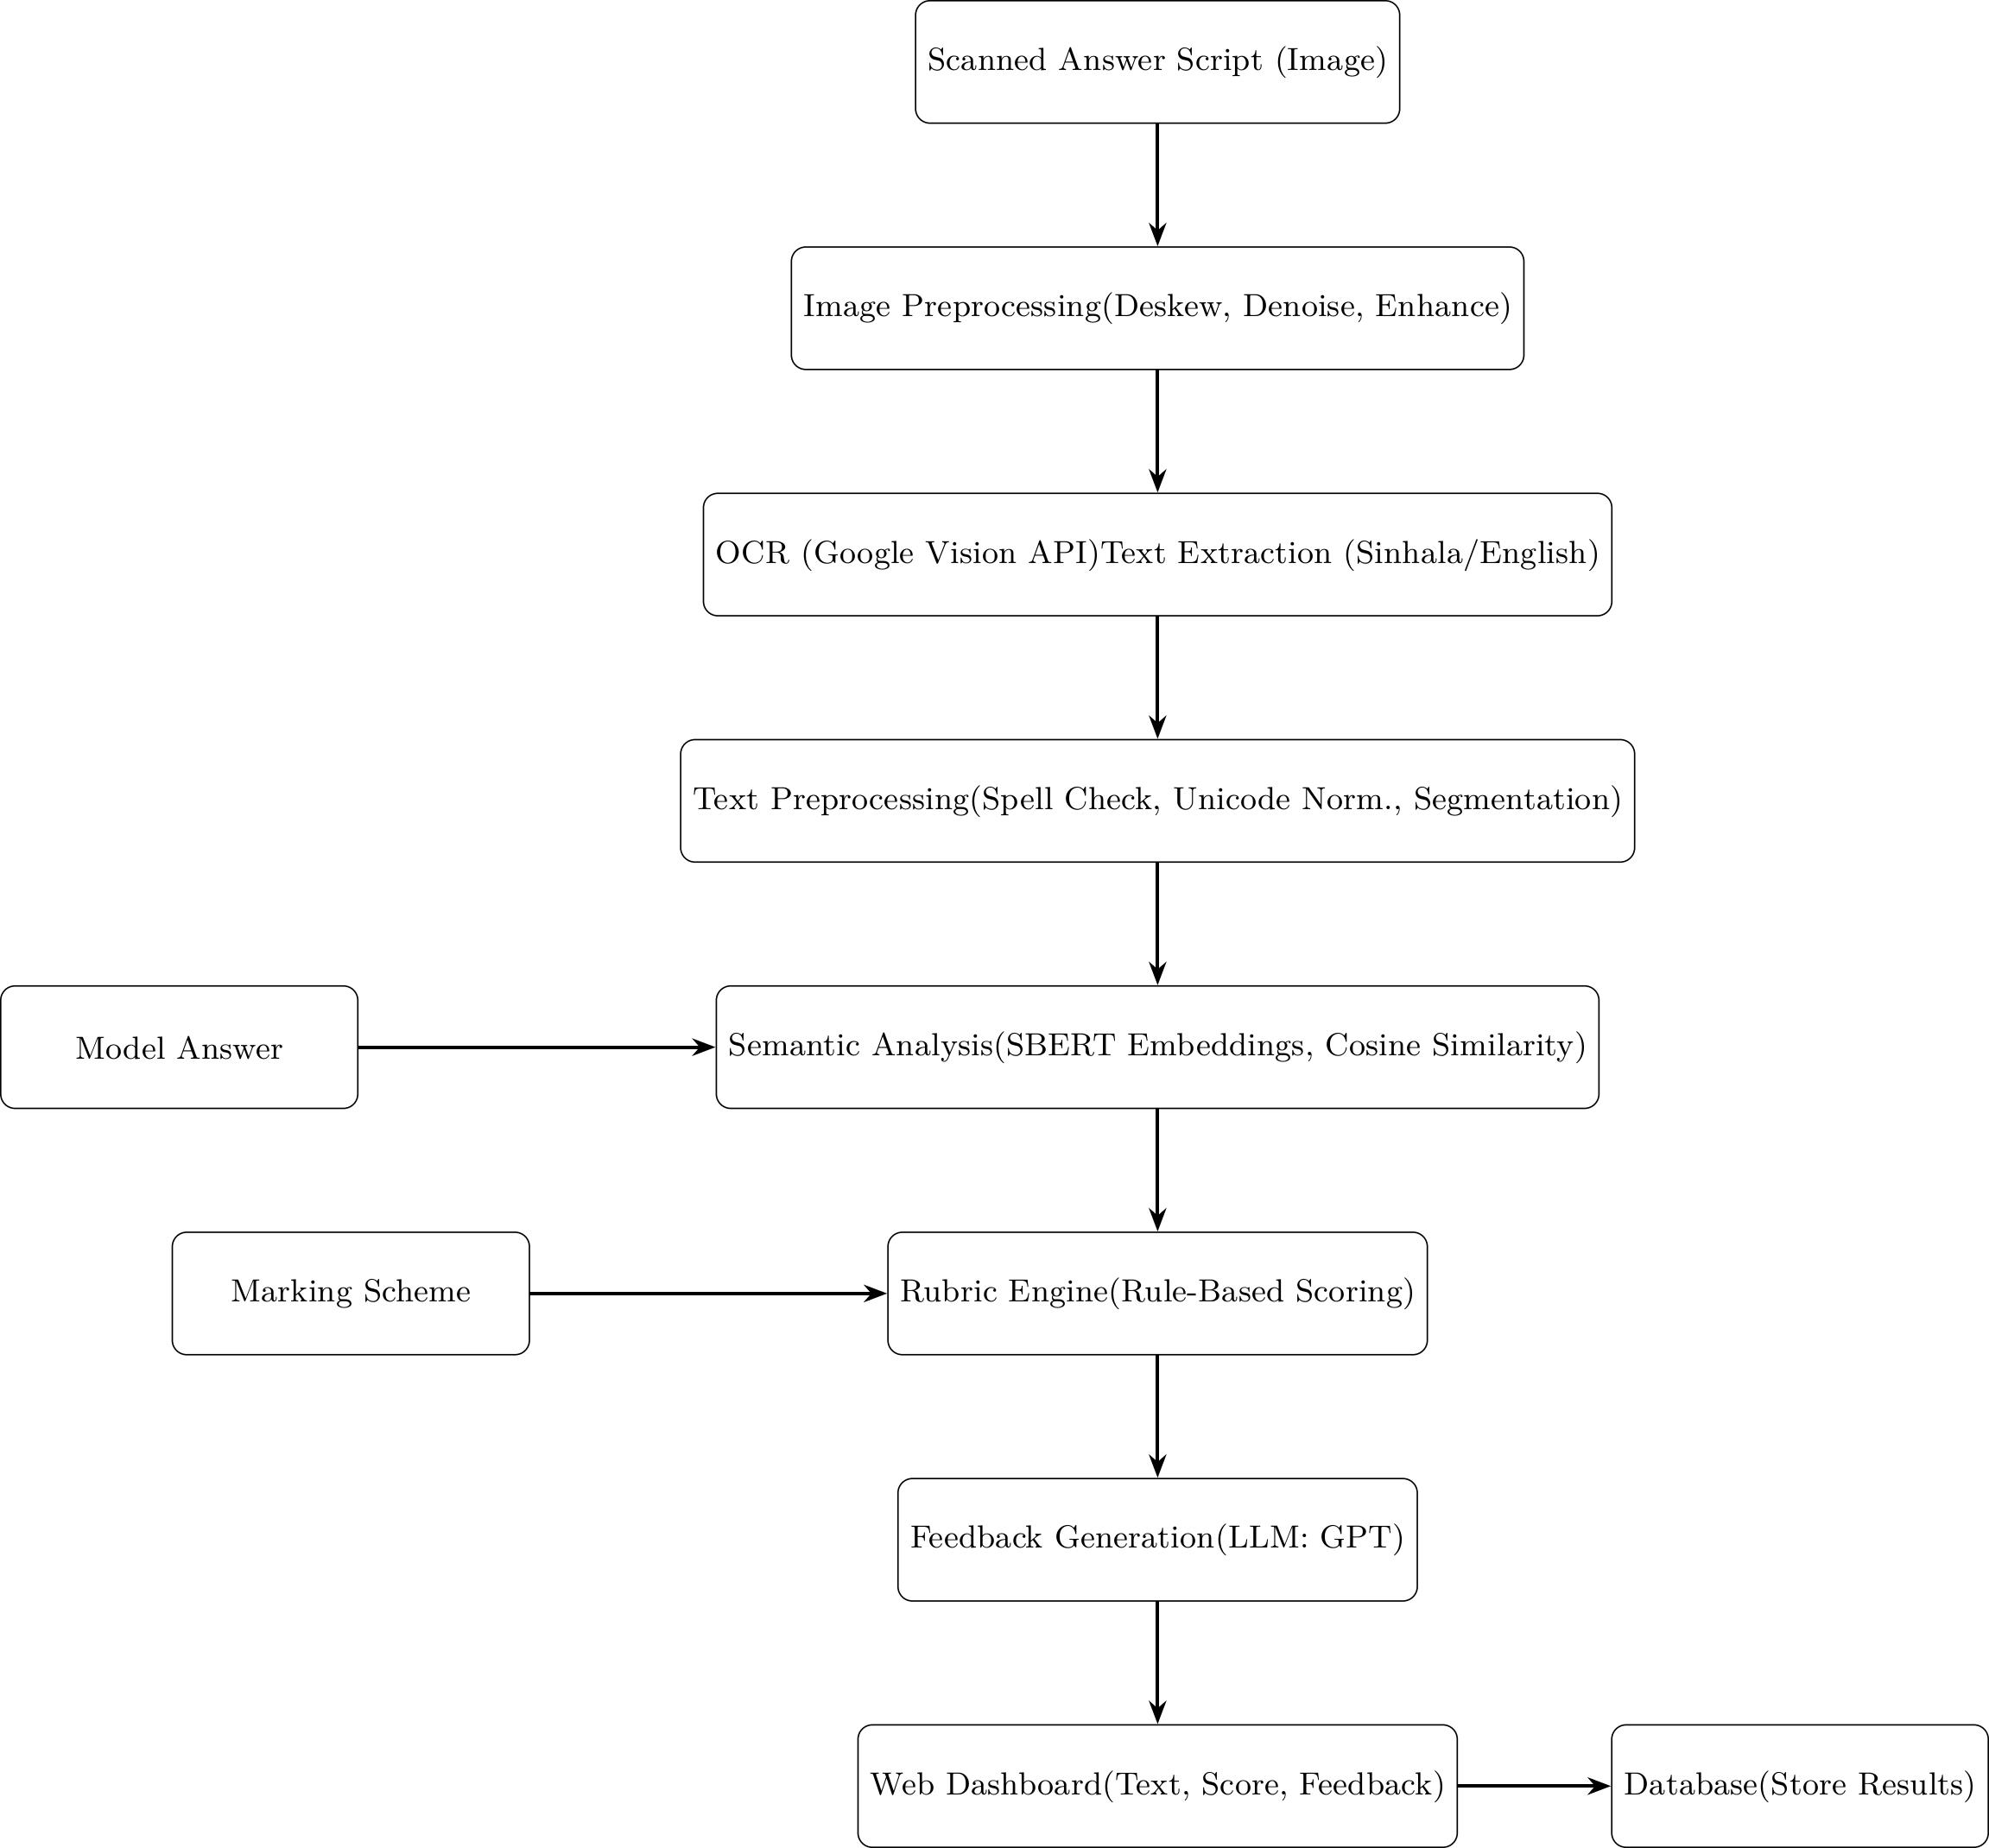 Scanned Answer Script (Image)
Image Preprocessing(Deskew, Denoise, Enhance)
OCR (Google Vision API)Text Extraction (Sinhala/English)
Text Preprocessing(Spell Check, Unicode Norm., Segmentation)
Model Answer
Semantic Analysis(SBERT Embeddings, Cosine Similarity)
Marking Scheme
Rubric Engine(Rule-Based Scoring)
Feedback Generation(LLM: GPT)
Web Dashboard(Text, Score, Feedback)
Database(Store Results)